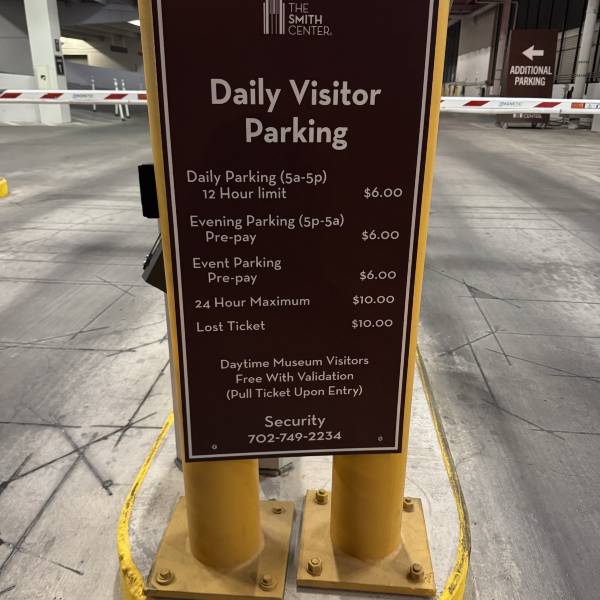 THE
SMITH
CENTER
ADDITIONAL
PARKING
Daily Visitor
Parking
Daily Parking (5a-5p)
12 Hour limit $6.00
Evening Parking (5p-5a)
Pre-pay $6.00
Event Parking
Pre-pay $6.00
24 Hour Maximum $10.00
Lost Ticket $10.00
Daytime Museum Visitors
Free With Validation
(Pull Ticket Upon Entry)
Security
702-749-2234